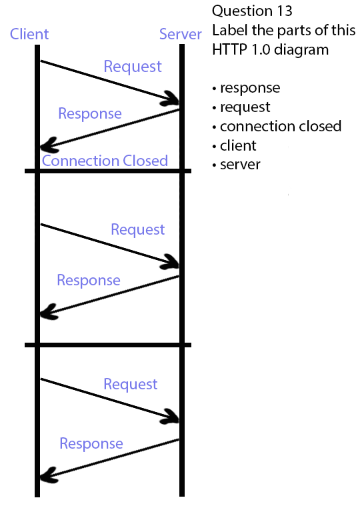 Question 13
Label the parts of this
HTTP 1.0 diagram
• response
• request
• connection closed
• client
• server
Client
Server
Request
Response
Connection Closed
Request
Response
Request
Response